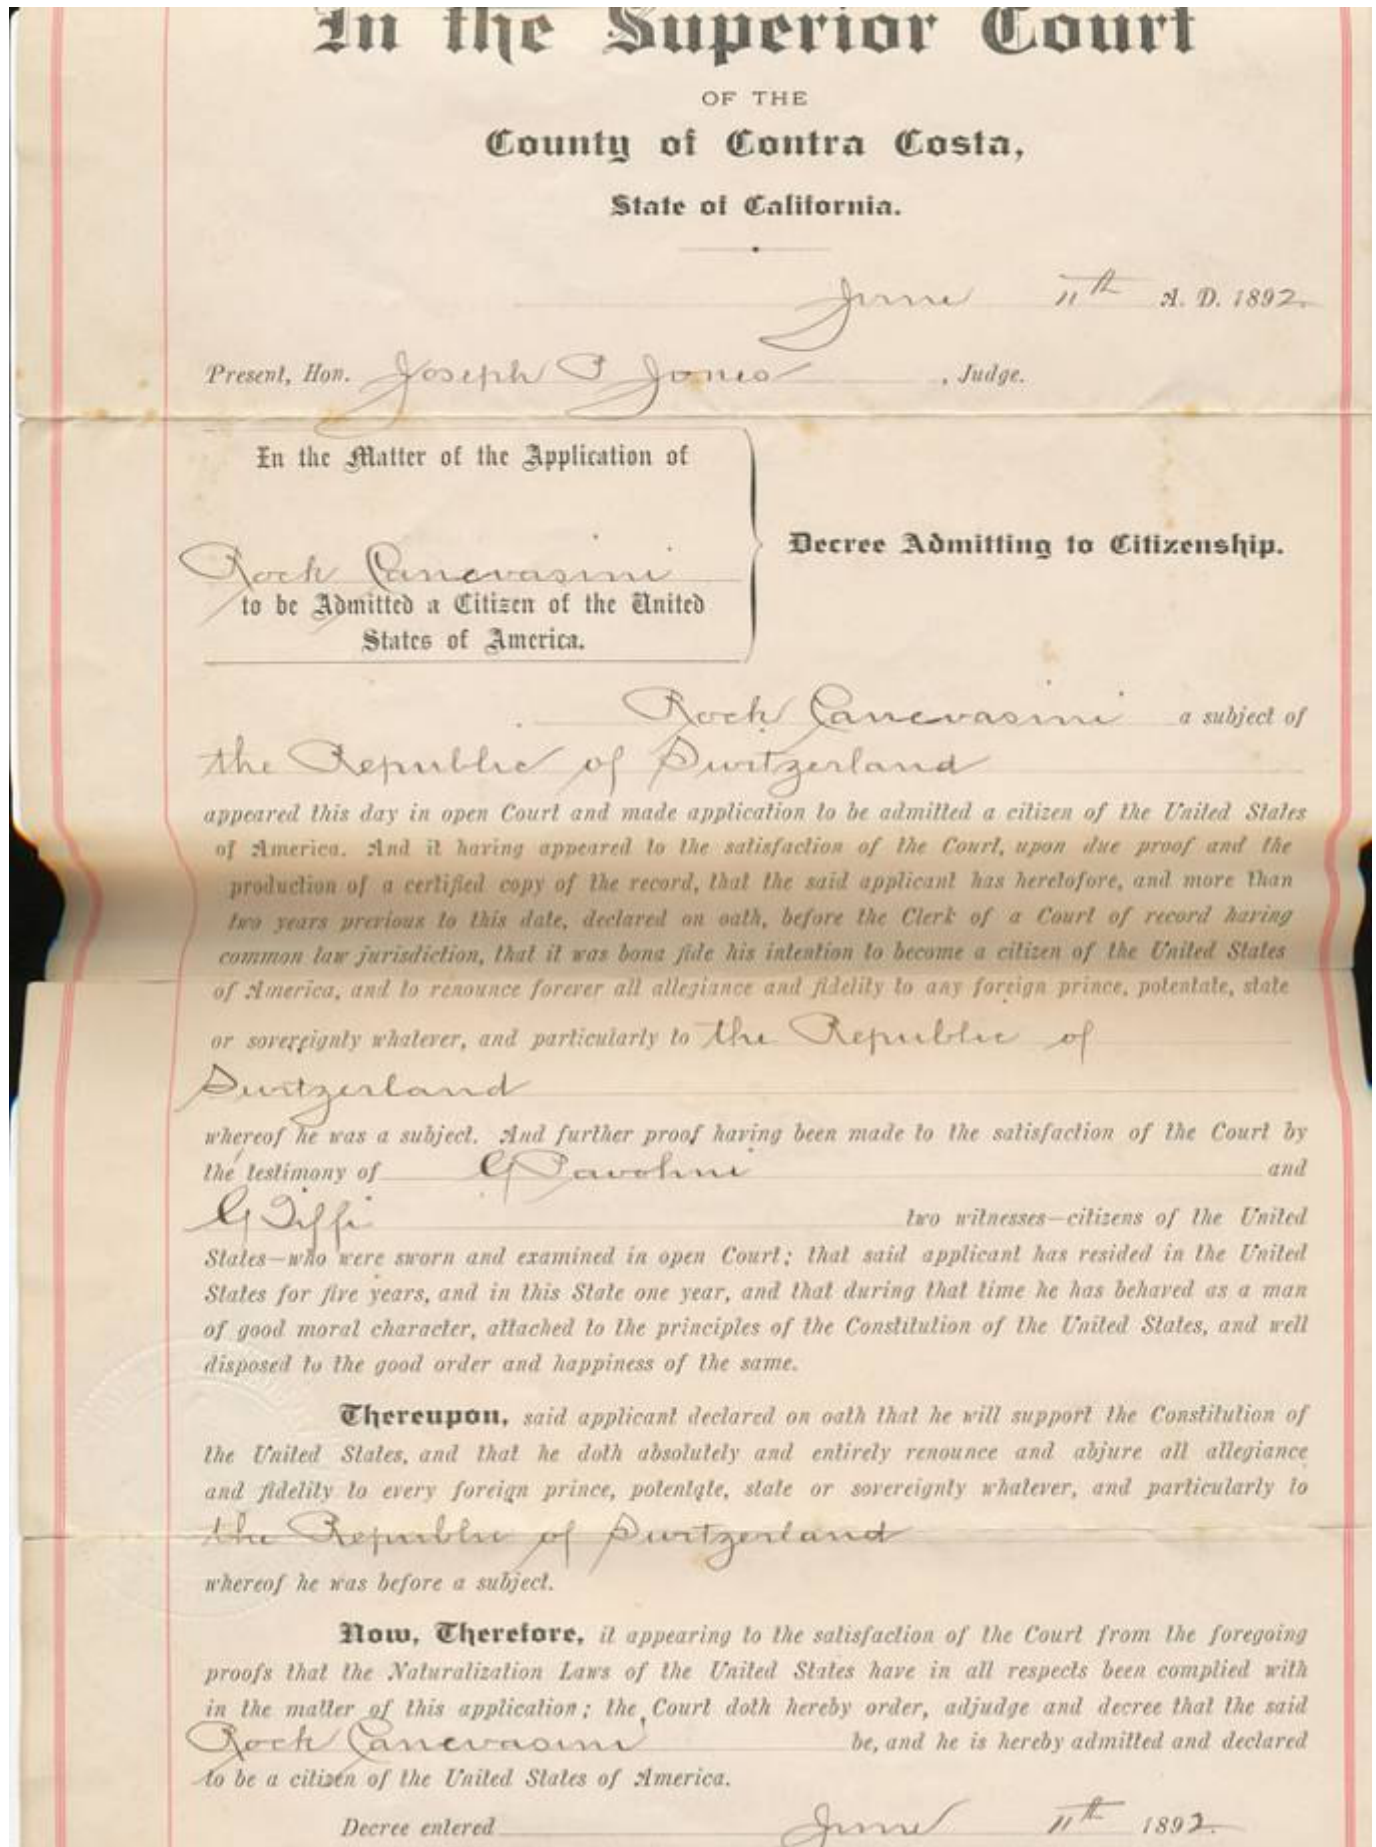 In the Superior Court
OF THE
County of Contra Costa,
State of California.
June 11th A. D. 1892.
Present, Hon. Joseph P Jones, Judge.
In the Matter of the Application of
Rock Canevasini
to be Admitted a Citizen of the United
States of America.
Decree Admitting to Citizenship.
Rock Canevasini a subject of
the Republic of Switzerland
appeared this day in open Court and made application to be admitted a citizen of the United States
of America. And it having appeared to the satisfaction of the Court, upon due proof and the
production of a certified copy of the record, that the said applicant has heretofore, and more than
two years previous to this date, declared on oath, before the Clerk of a Court of record having
common law jurisdiction, that it was bona fide his intention to become a citizen of the United States
of America, and to renounce forever all allegiance and fidelity to any foreign prince, potentate, state
or sovereignty whatever, and particularly to the Republic of
Switzerland
whereof he was a subject. And further proof having been made to the satisfaction of the Court by
the testimony of G and
G two witnesses—citizens of the United
States—who were sworn and examined in open Court; that said applicant has resided in the United
States for five years, and in this State one year, and that during that time he has behaved as a man
of good moral character, attached to the principles of the Constitution of the United States, and well
disposed to the good order and happiness of the same.
Thereupon, said applicant declared on oath that he will support the Constitution of
the United States, and that he doth absolutely and entirely renounce and abjure all allegiance
and fidelity to every foreign prince, potentate, state or sovereignty whatever, and particularly to
the Republic of Switzerland
whereof he was before a subject.
Now, Therefore, it appearing to the satisfaction of the Court from the foregoing
proofs that the Naturalization Laws of the United States have in all respects been complied with
in the matter of this application; the Court doth hereby order, adjudge and decree that the said
Rock Canevasini be, and he is hereby admitted and declared
to be a citizen of the United States of America.
Decree entered June 11th 1892.